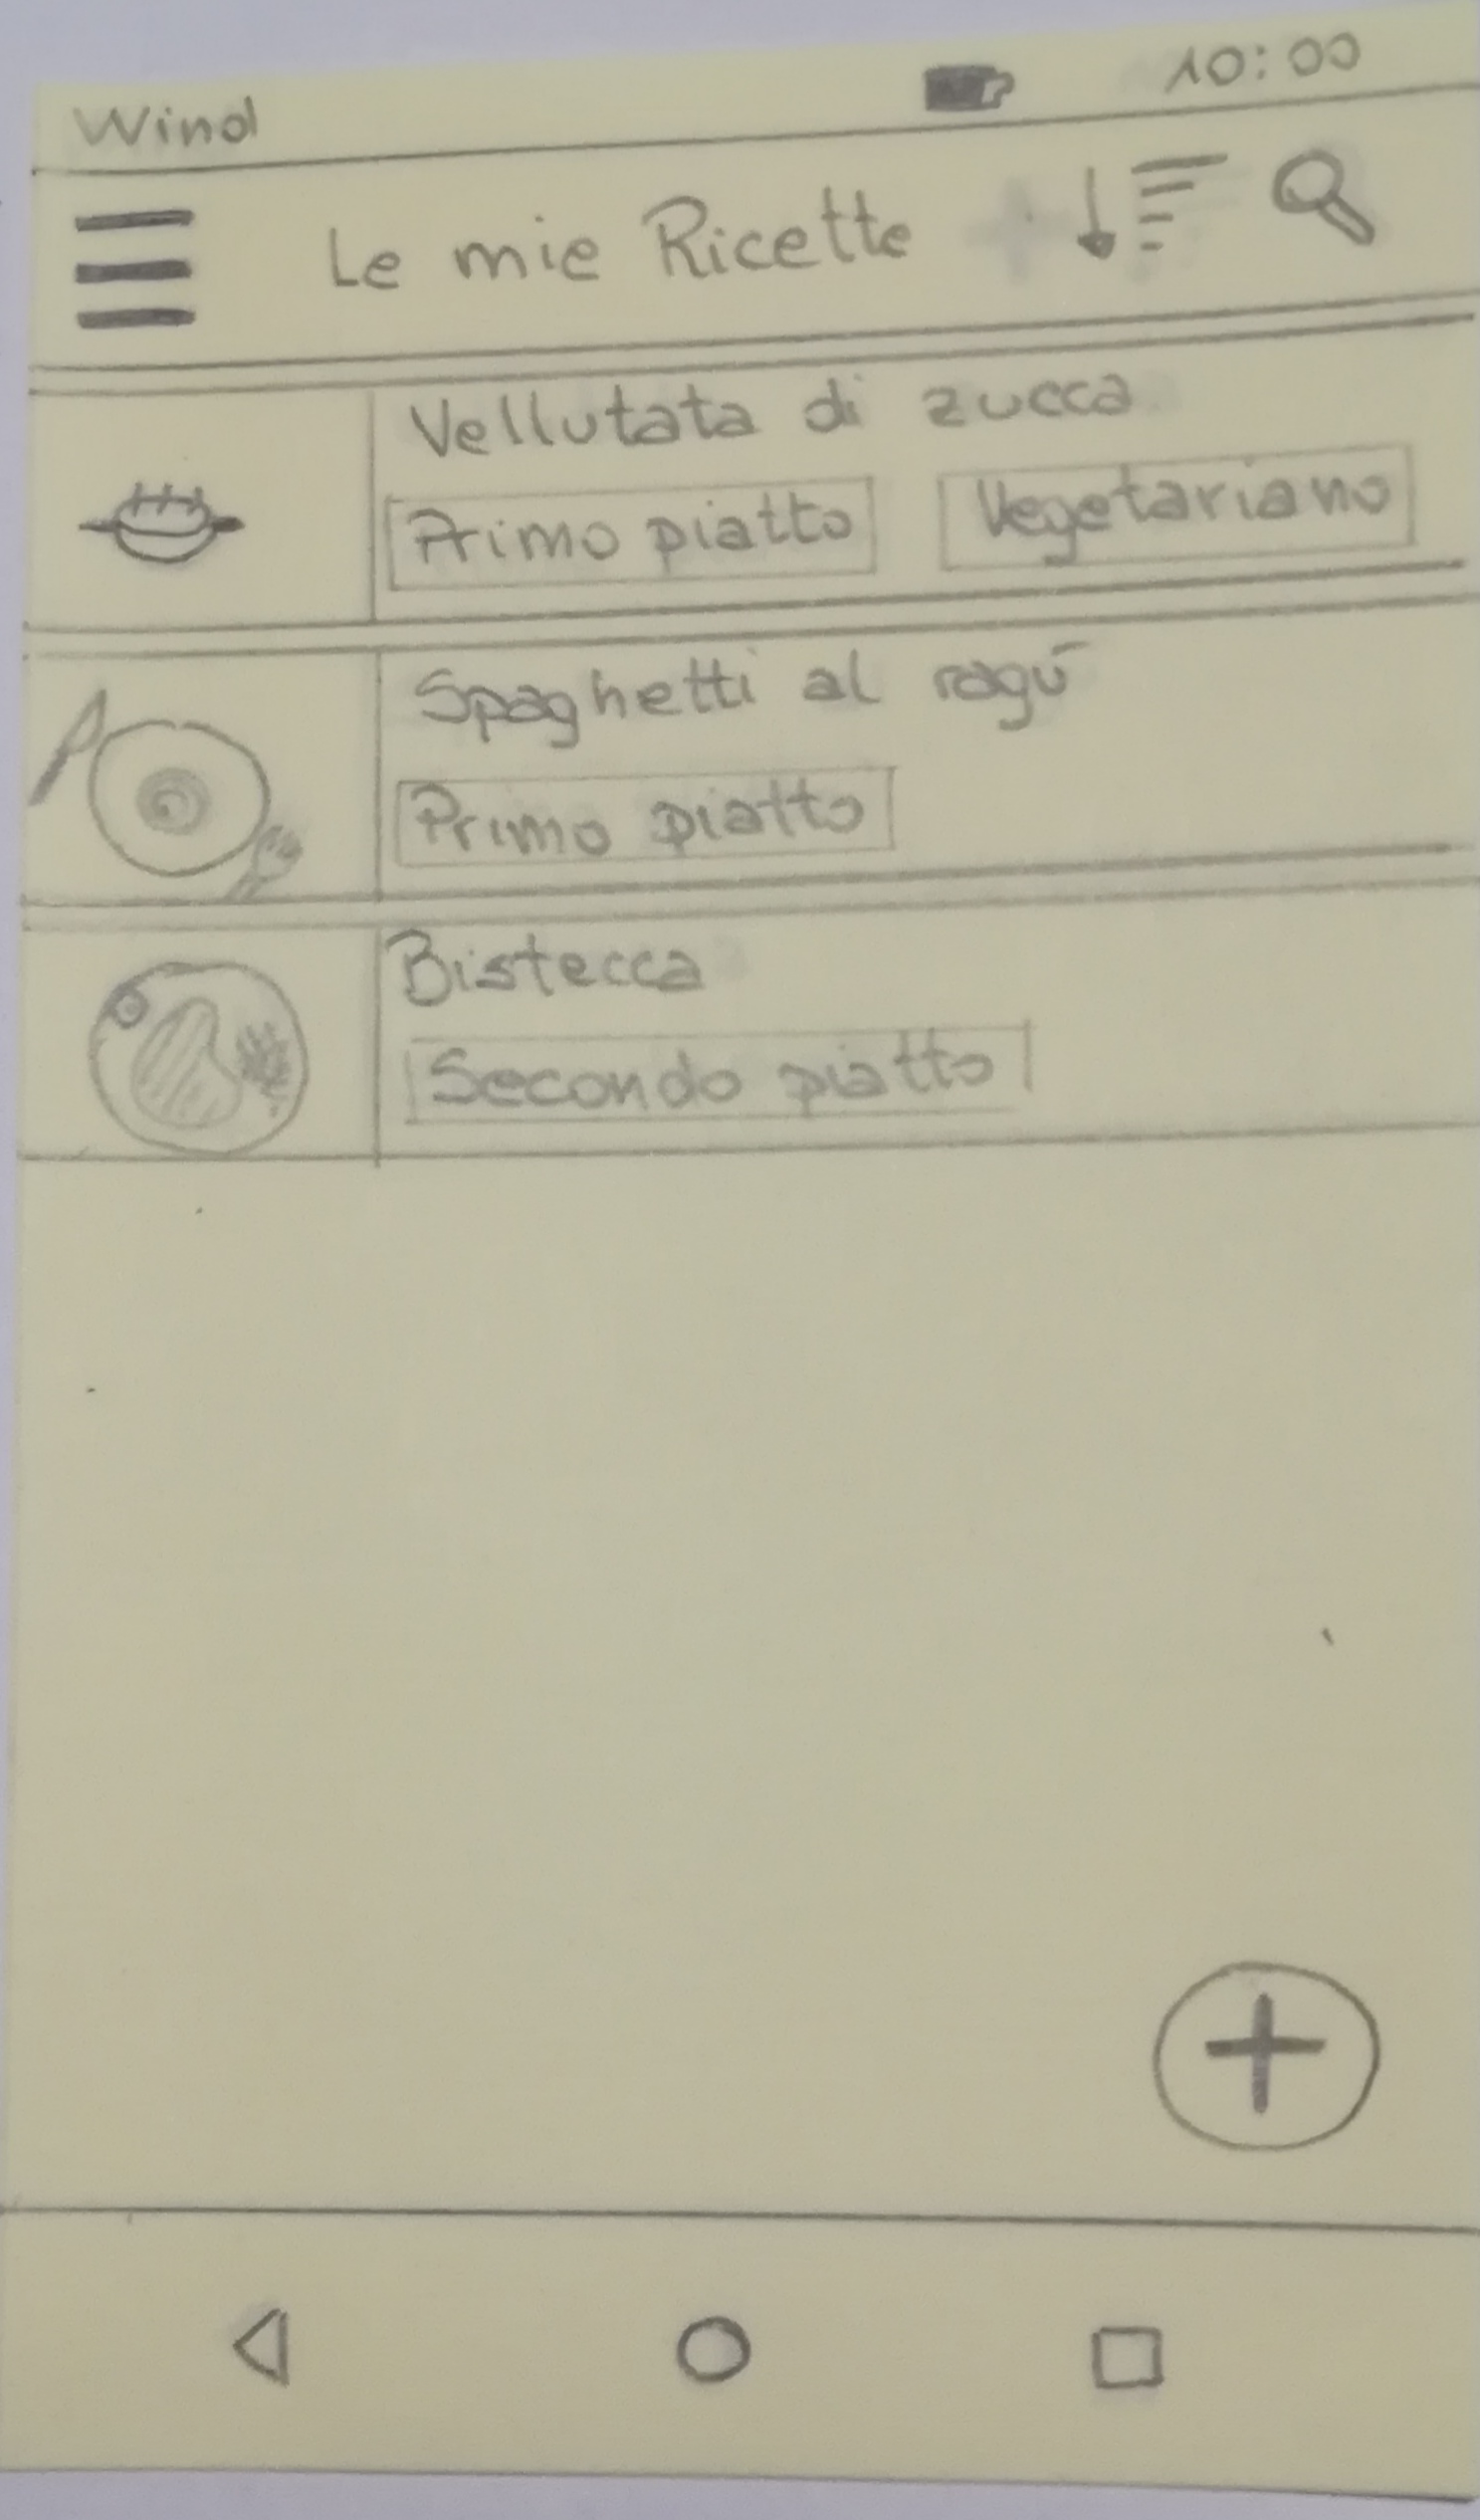 Wind 10:00
Le mie Ricette
Vellutata di zucca
Primo piatto Vegetariano
Spaghetti al ragú
Primo piatto
Bistecca
Secondo piatto